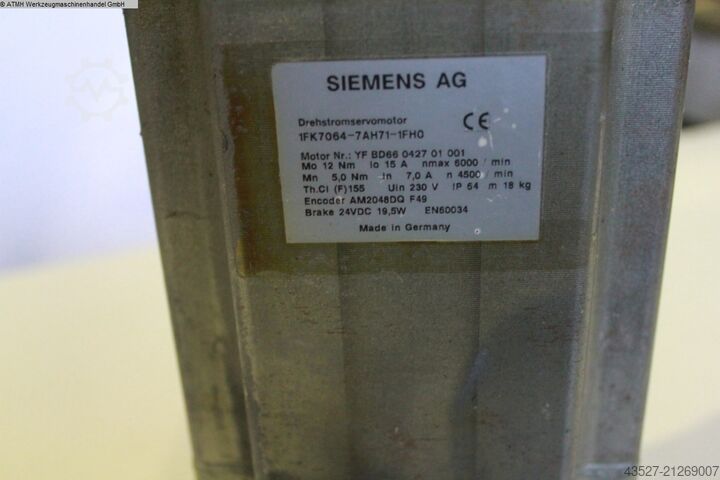 © ATMH Werkzeugmaschinenhandel GmbH
SIEMENS AG
Drehstromservomotor CE
1FK7064-7AH71-1FH0
Motor Nr.: YF BD66 0427 01 001
Mo 12 Nm Io 15 A nmax 6000 / min
Mn 5,0 Nm In 7,0 A n 4500 / min
Th.Cl (F)155 Uin 230 V IP 64 m 18 kg
Encoder AM2048DQ F49
Brake 24VDC 19,5W EN60034
Made in Germany
43527-21269007